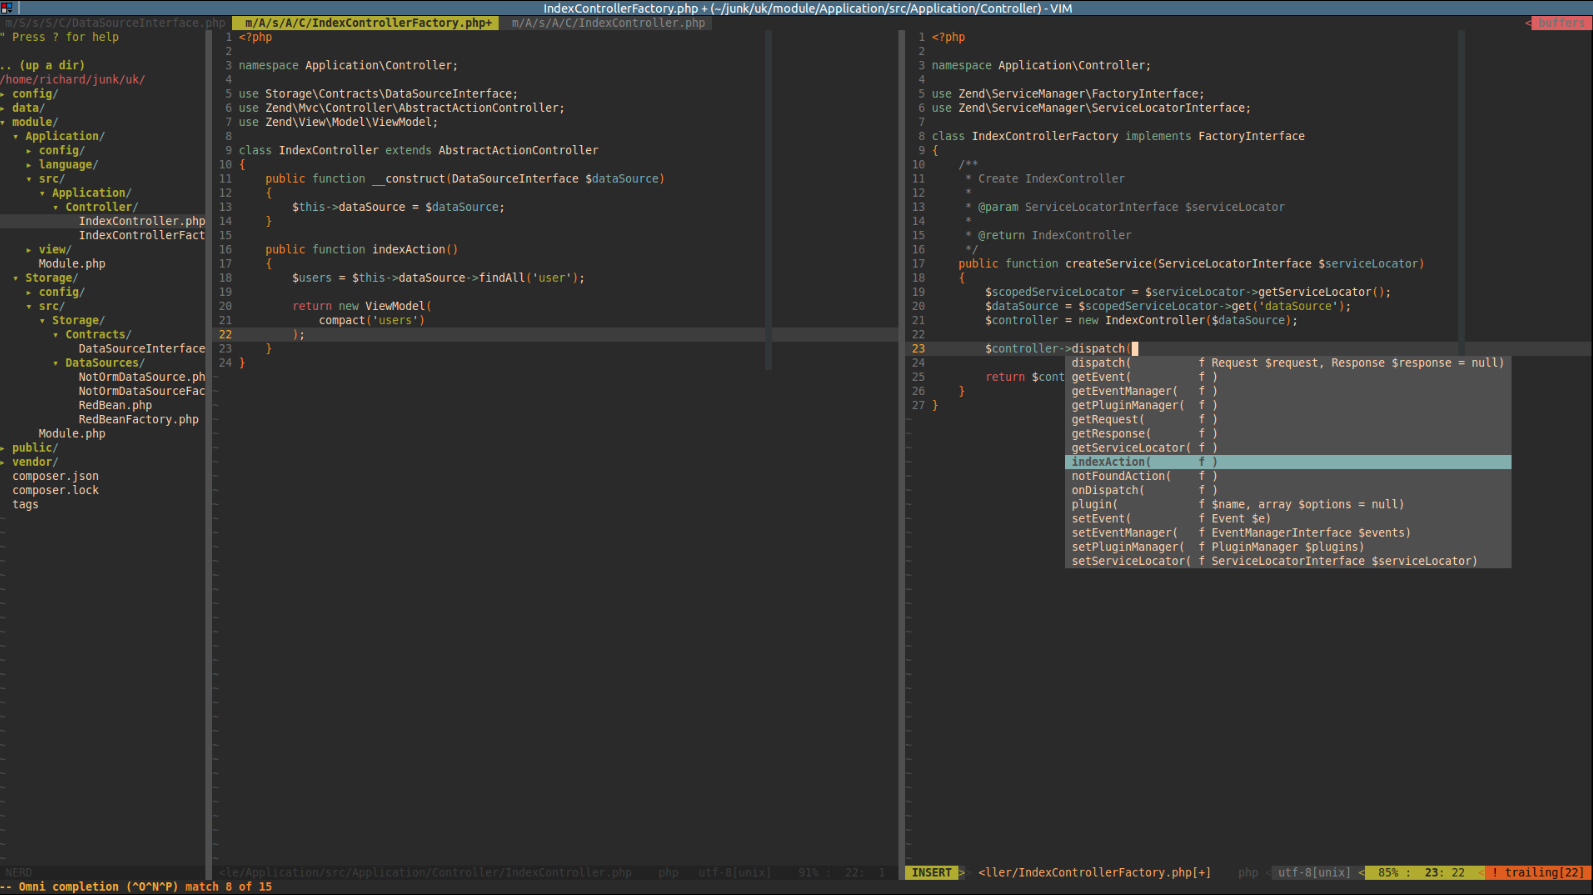 IndexControllerFactory.php + (~/junk/uk/module/Application/src/Application/Controller) - VIM
m/S/s/S/C/DataSourceInterface.php   m/A/s/A/C/IndexControllerFactory.php+   m/A/s/A/C/IndexController.php   < buffers
" Press ? for help
.. (up a dir)
/home/richard/junk/uk/
▸ config/
▸ data/
▾ module/
▾ Application/
▸ config/
▸ language/
▾ src/
▾ Application/
▾ Controller/
IndexController.php
IndexControllerFact
▸ view/
Module.php
▾ Storage/
▸ config/
▾ src/
▾ Storage/
▾ Contracts/
DataSourceInterface
▾ DataSources/
NotOrmDataSource.ph
NotOrmDataSourceFac
RedBean.php
RedBeanFactory.php
Module.php
▸ public/
▸ vendor/
composer.json
composer.lock
tags
NERD
1 <?php
2
3 namespace Application\Controller;
4
5 use Storage\Contracts\DataSourceInterface;
6 use Zend\Mvc\Controller\AbstractActionController;
7 use Zend\View\Model\ViewModel;
8
9 class IndexController extends AbstractActionController
10 {
11     public function __construct(DataSourceInterface $dataSource)
12     {
13         $this->dataSource = $dataSource;
14     }
15
16     public function indexAction()
17     {
18         $users = $this->dataSource->findAll('user');
19
20         return new ViewModel(
21             compact('users')
22         );
23     }
24 }
<le/Application/src/Application/Controller/IndexController.php   php   utf-8[unix]   91% :  22:  1
1 <?php
2
3 namespace Application\Controller;
4
5 use Zend\ServiceManager\FactoryInterface;
6 use Zend\ServiceManager\ServiceLocatorInterface;
7
8 class IndexControllerFactory implements FactoryInterface
9 {
10     /**
11      * Create IndexController
12      *
13      * @param ServiceLocatorInterface $serviceLocator
14      *
15      * @return IndexController
16      */
17     public function createService(ServiceLocatorInterface $serviceLocator)
18     {
19         $scopedServiceLocator = $serviceLocator->getServiceLocator();
20         $dataSource = $scopedServiceLocator->get('dataSource');
21         $controller = new IndexController($dataSource);
22
23         $controller->dispatch(
24
25         return $cont
26     }
27 }
dispatch(          f Request $request, Response $response = null)
getEvent(          f )
getEventManager(   f )
getPluginManager(  f )
getRequest(        f )
getResponse(       f )
getServiceLocator( f )
indexAction(       f )
notFoundAction(    f )
onDispatch(        f )
plugin(            f $name, array $options = null)
setEvent(          f Event $e)
setEventManager(   f EventManagerInterface $events)
setPluginManager(  f PluginManager $plugins)
setServiceLocator( f ServiceLocatorInterface $serviceLocator)
INSERT > <ller/IndexControllerFactory.php[+]   php < utf-8[unix] <  85% :  23: 22  < ! trailing[22]
-- Omni completion (^O^N^P) match 8 of 15